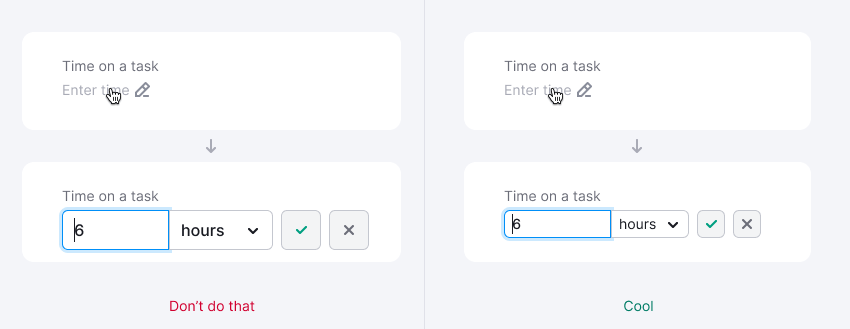 Time on a task
Enter time
Time on a task
6 hours
Don't do that
Time on a task
Enter time
Time on a task
6 hours
Cool